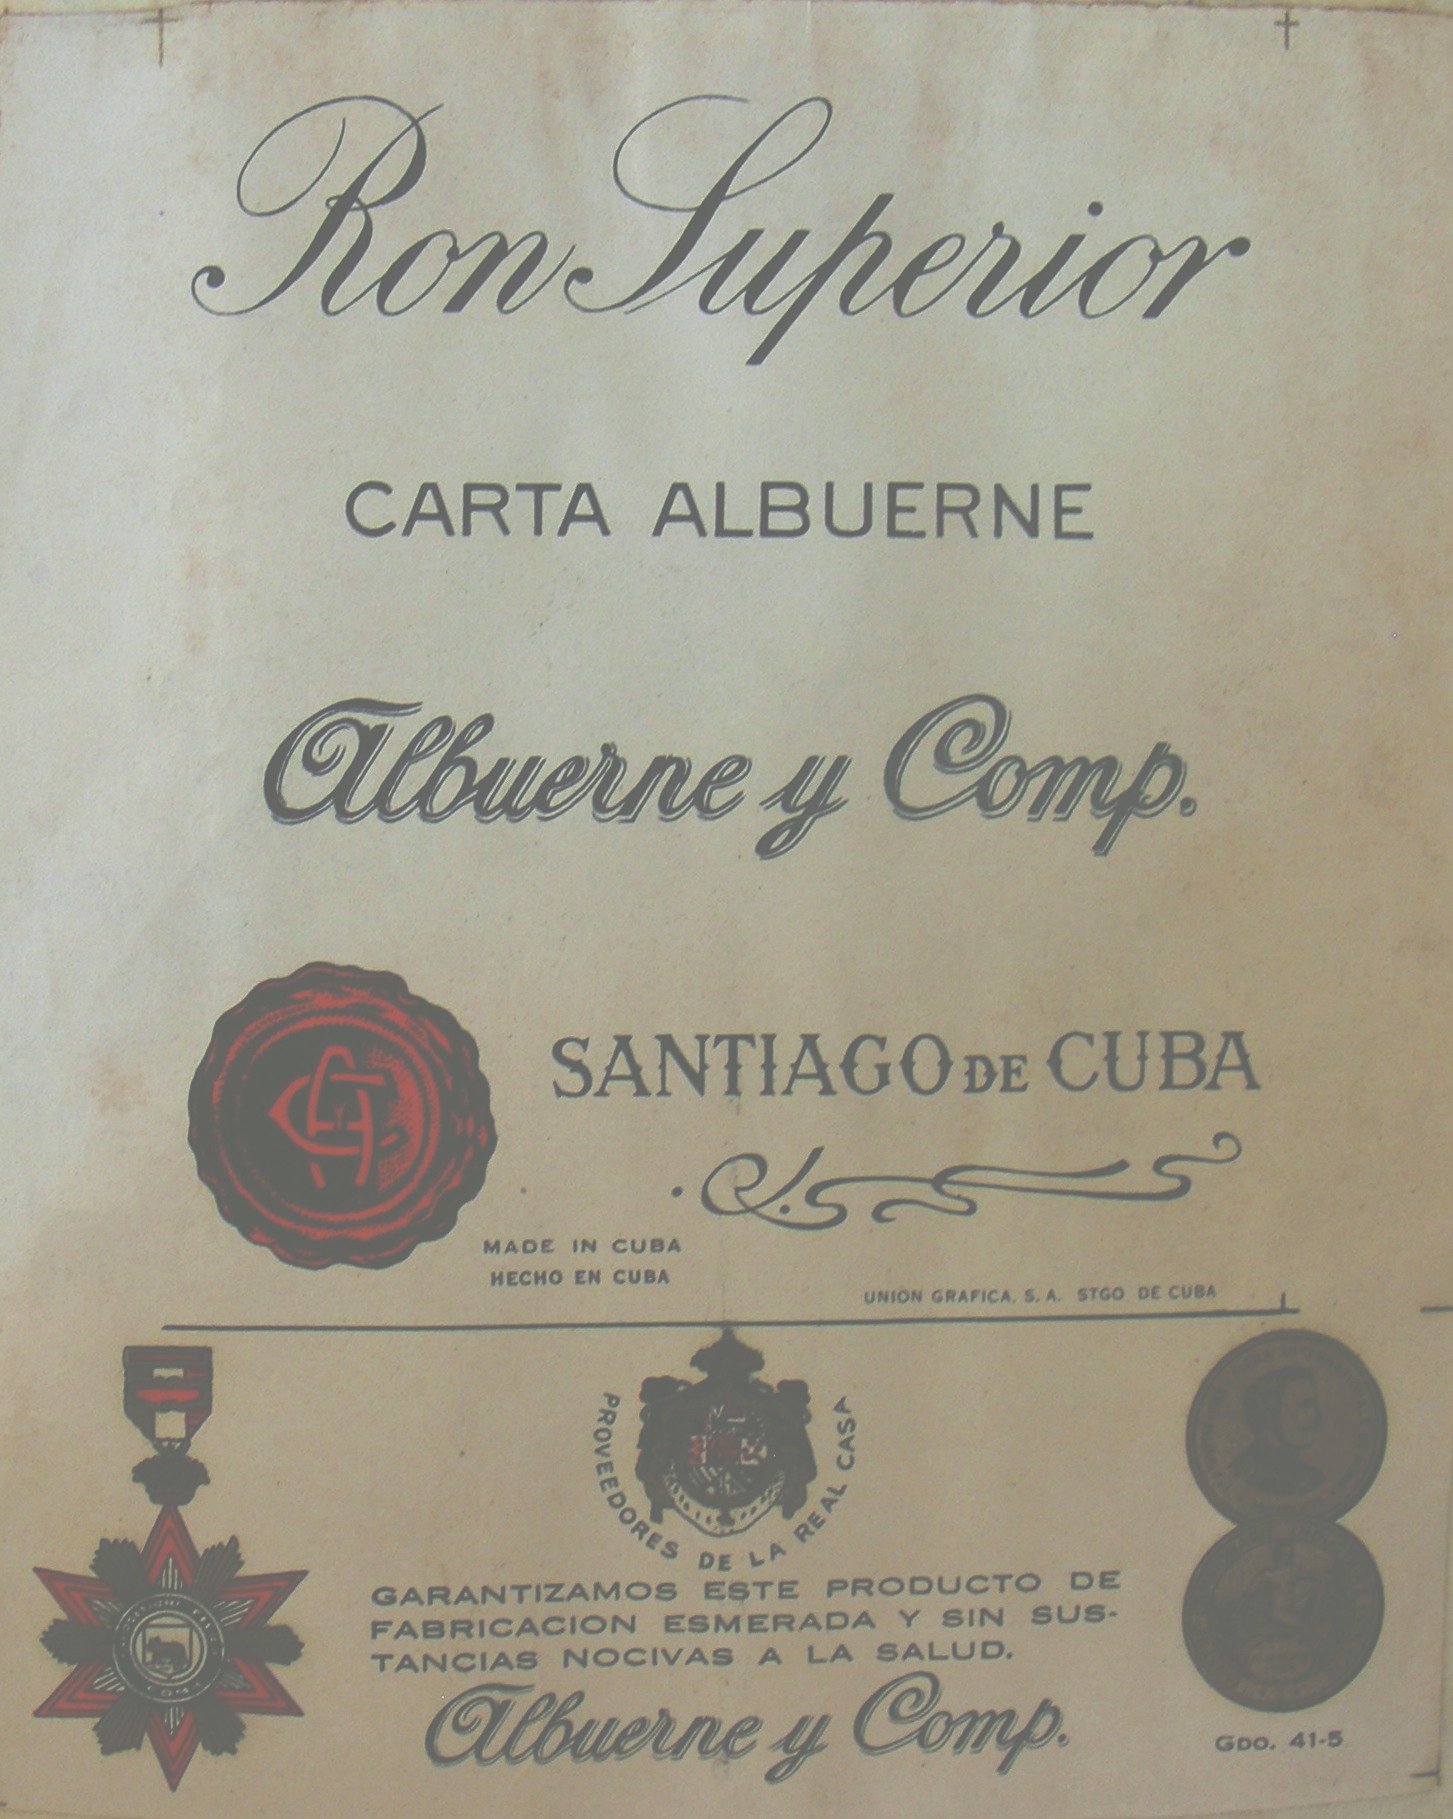 Ron Superior
CARTA ALBUERNE
Albuerne y Comp.
SANTIAGO DE CUBA
MADE IN CUBA
HECHO EN CUBA
UNION GRAFICA, S. A. STGO DE CUBA
PROVEEDORES DE LA REAL CASA
GARANTIZAMOS ESTE PRODUCTO DE
FABRICACION ESMERADA Y SIN SUS-
TANCIAS NOCIVAS A LA SALUD.
Albuerne y Comp.
GDO. 41-5